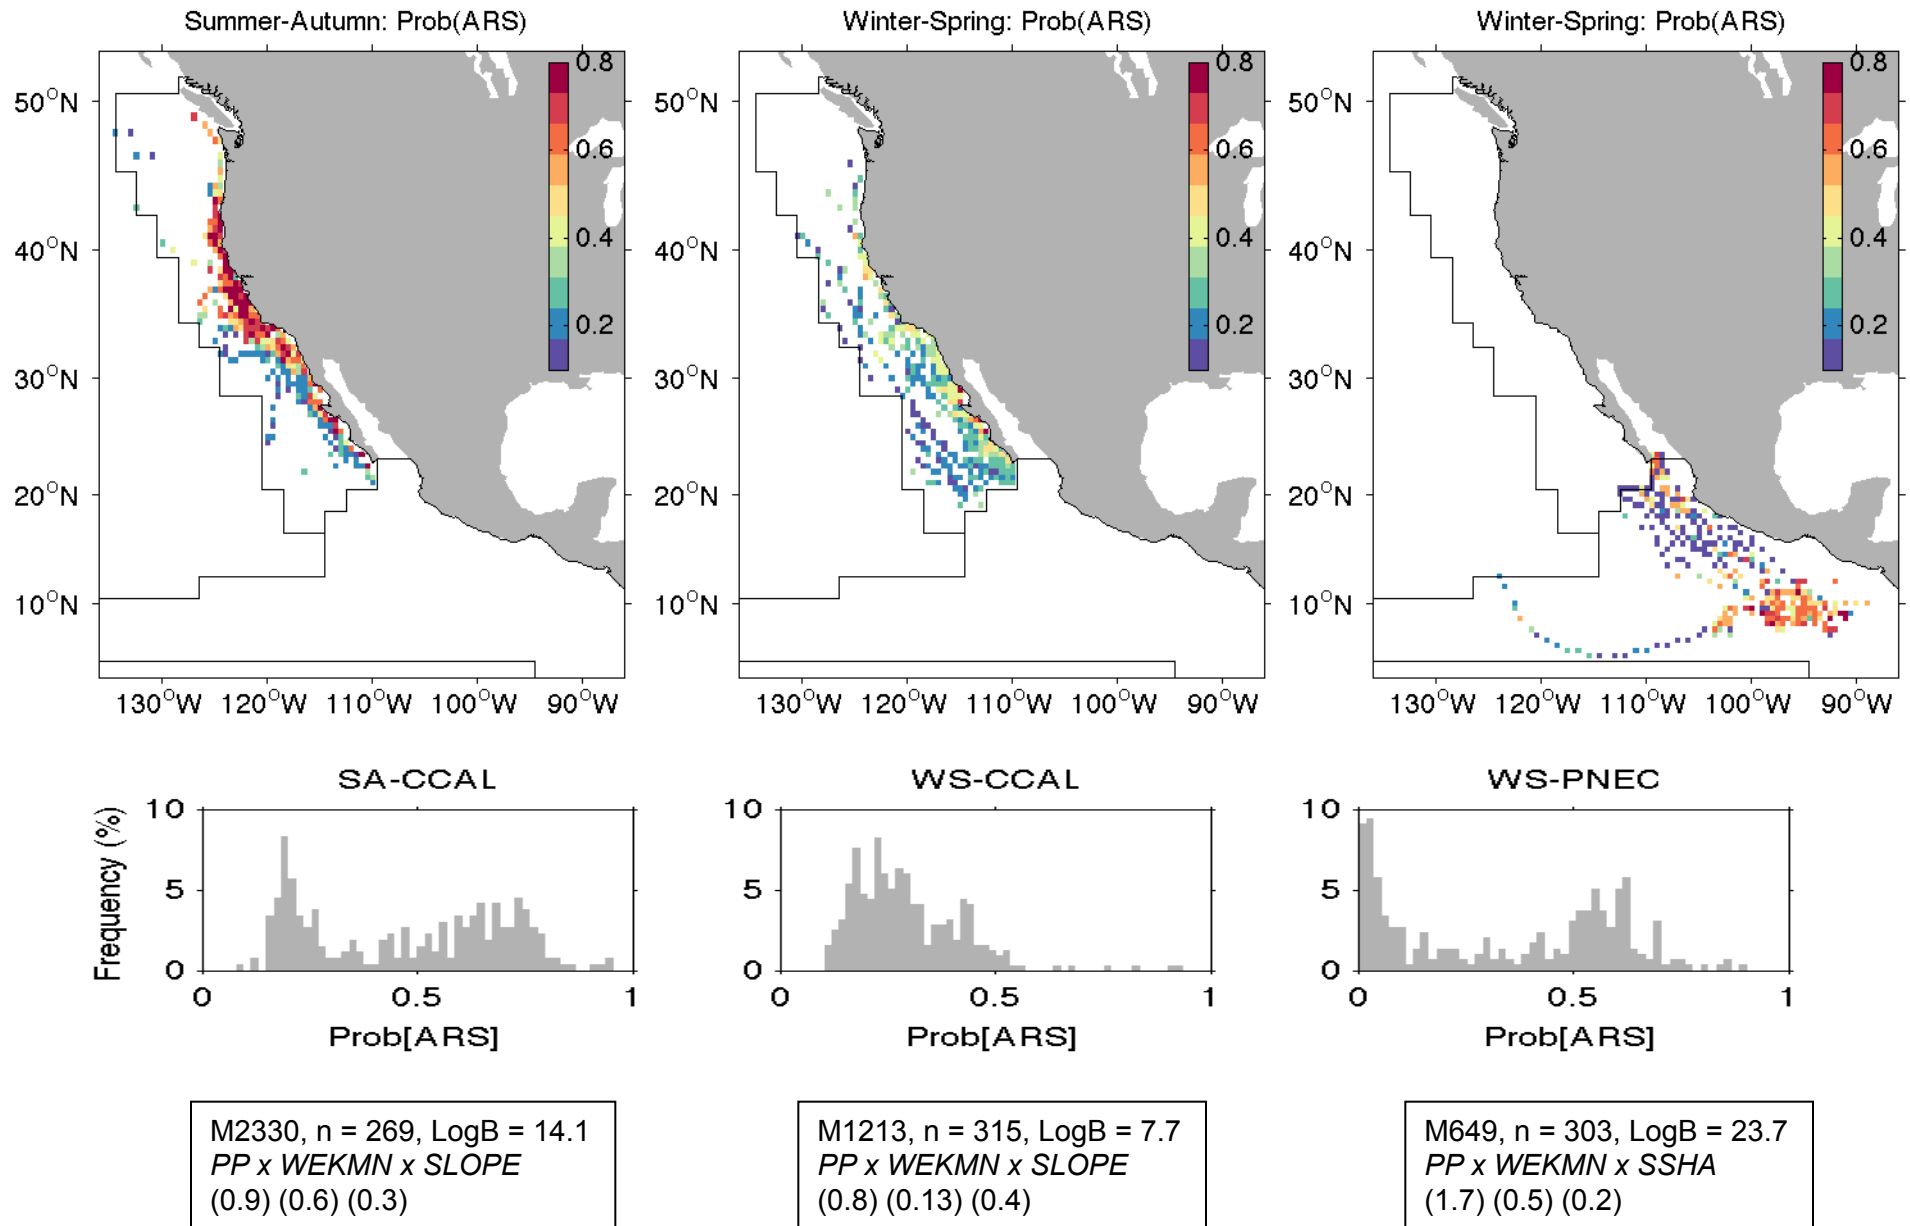 Summer-Autumn: Prob(ARS)
Winter-Spring: Prob(ARS)
Winter-Spring: Prob(ARS)
0.8
0.6
0.4
0.2
50°N
40°N
30°N
20°N
10°N
130°W 120°W 110°W 100°W 90°W
0.8
0.6
0.4
0.2
50°N
40°N
30°N
20°N
10°N
130°W 120°W 110°W 100°W 90°W
0.8
0.6
0.4
0.2
50°N
40°N
30°N
20°N
10°N
130°W 120°W 110°W 100°W 90°W
SA-CCAL
10
5
0
Frequency (%)
0 0.5 1
Prob[ARS]
WS-CCAL
10
5
0
0 0.5 1
Prob[ARS]
WS-PNEC
10
5
0
0 0.5 1
Prob[ARS]
M2330, n = 269, LogB = 14.1
PP x WEKMN x SLOPE
(0.9) (0.6) (0.3)
M1213, n = 315, LogB = 7.7
PP x WEKMN x SLOPE
(0.8) (0.13) (0.4)
M649, n = 303, LogB = 23.7
PP x WEKMN x SSHA
(1.7) (0.5) (0.2)